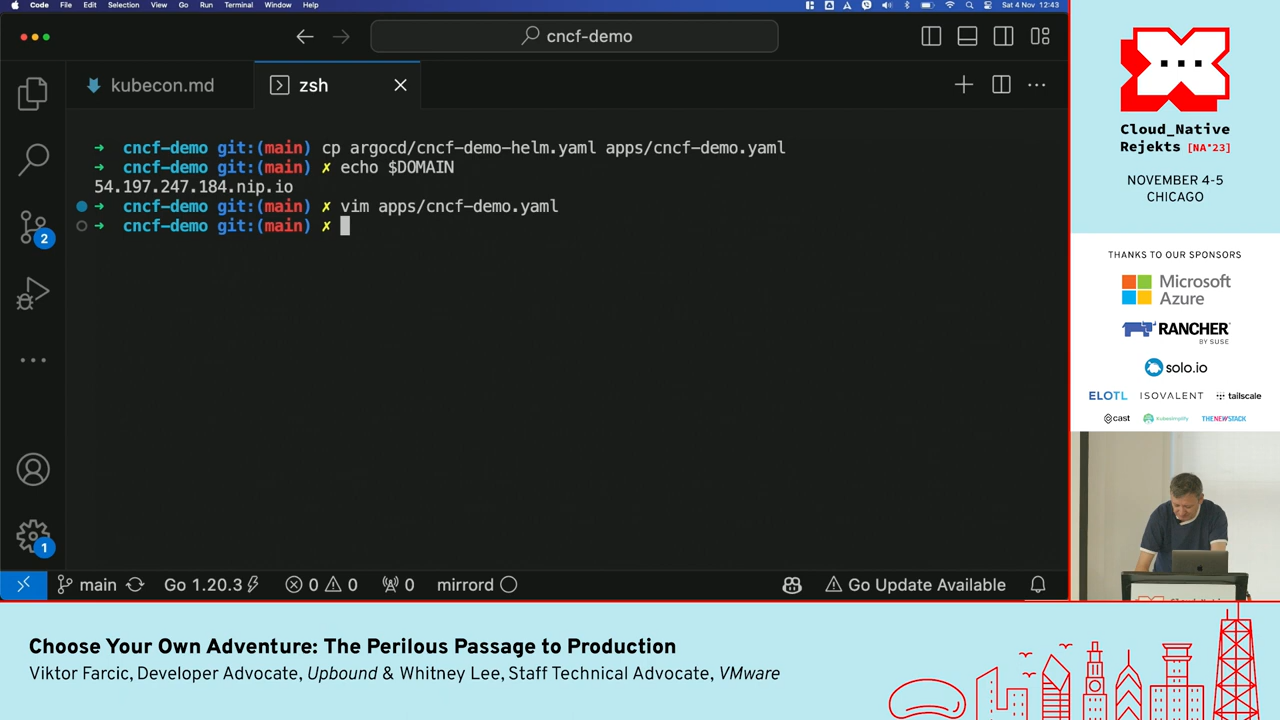 Code File Edit Selection View Go Run Terminal Window Help
Sat 4 Nov 12:43
cncf-demo
kubecon.md
zsh
➜ cncf-demo git:(main) cp argocd/cncf-demo-helm.yaml apps/cncf-demo.yaml
➜ cncf-demo git:(main) ✗ echo $DOMAIN
54.197.247.184.nip.io
➜ cncf-demo git:(main) ✗ vim apps/cncf-demo.yaml
➜ cncf-demo git:(main) ✗
2
1
main Go 1.20.3 0 0 0 mirrord Go Update Available
Cloud_Native
Rejekts [NA'23]
NOVEMBER 4-5
CHICAGO
THANKS TO OUR SPONSORS
Microsoft
Azure
RANCHER
BY SUSE
solo.io
ELOTL ISOVALENT tailscale
cast Kubesimplify THENEWSTACK
Choose Your Own Adventure: The Perilous Passage to Production
Viktor Farcic, Developer Advocate, Upbound & Whitney Lee, Staff Technical Advocate, VMware